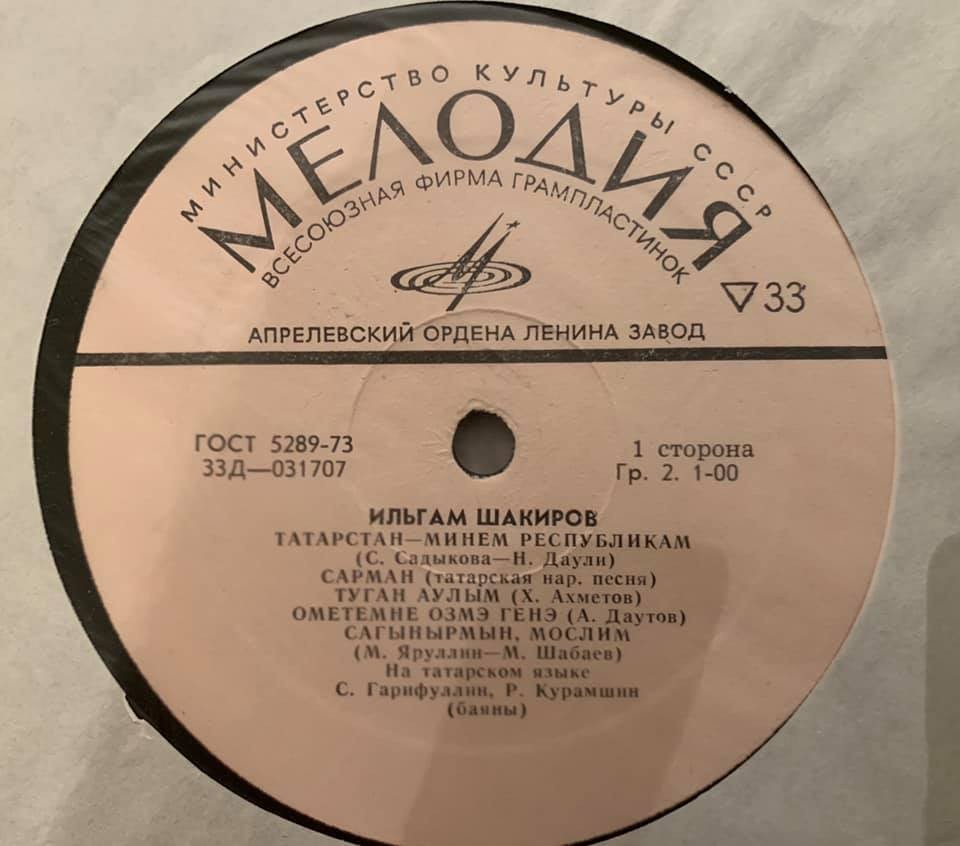 МИНИСТЕРСТВО КУЛЬТУРЫ СССР
МЕЛОДИЯ
ВСЕСОЮЗНАЯ ФИРМА ГРАМПЛАСТИНОК
33
АПРЕЛЕВСКИЙ ОРДЕНА ЛЕНИНА ЗАВОД
ГОСТ 5289-73
33Д—031707
1 сторона
Гр. 2. 1-00
ИЛЬГАМ ШАКИРОВ
ТАТАРСТАН—МИНЕМ РЕСПУБЛИКАМ
(С. Садыкова—Н. Даули)
САРМАН (татарская нар. песня)
ТУГАН АУЛЫМ (Х. Ахметов)
ОМЕТЕМНЕ ОЗМЭ ГЕНЭ (А. Даутов)
САГЫНЫРМЫН, МОСЛИМ
(М. Яруллин—М. Шабаев)
На татарском языке
С. Гарифуллин, Р. Курамшин
(баяны)